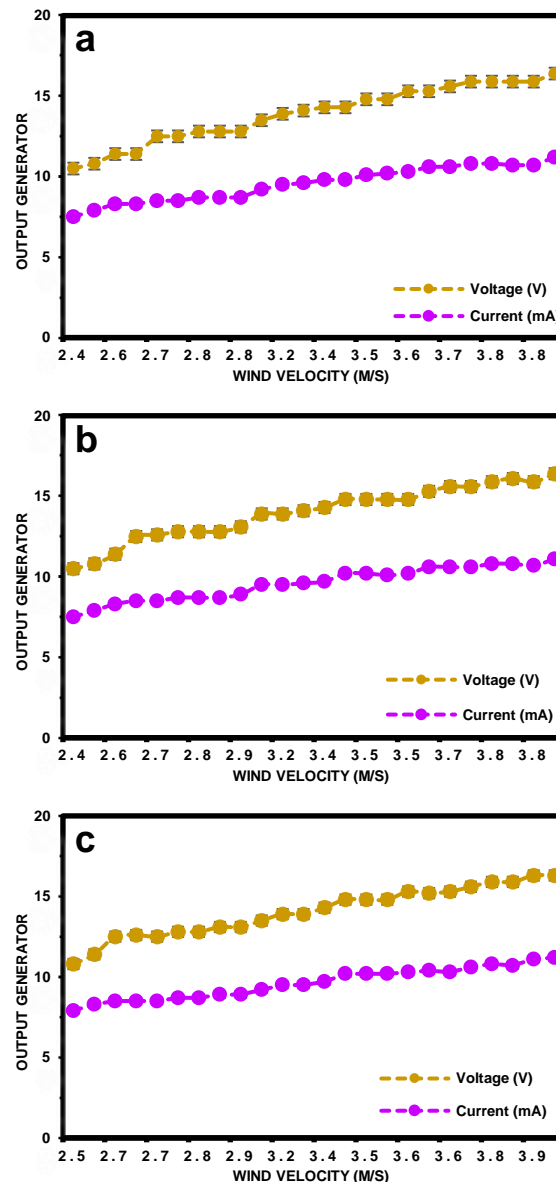 a
20
15
10
5
0
OUTPUT GENERATOR
Voltage (V)
Current (mA)
2.4 2.6 2.7 2.8 2.8 3.2 3.4 3.5 3.6 3.7 3.8 3.8
WIND VELOCITY (M/S)
b
20
15
10
5
0
OUTPUT GENERATOR
Voltage (V)
Current (mA)
2.4 2.6 2.7 2.8 2.9 3.2 3.4 3.5 3.5 3.7 3.8 3.8
WIND VELOCITY (M/S)
c
20
15
10
5
0
OUTPUT GENERATOR
Voltage (V)
Current (mA)
2.5 2.7 2.7 2.8 2.9 3.2 3.4 3.5 3.6 3.6 3.8 3.9
WIND VELOCITY (M/S)